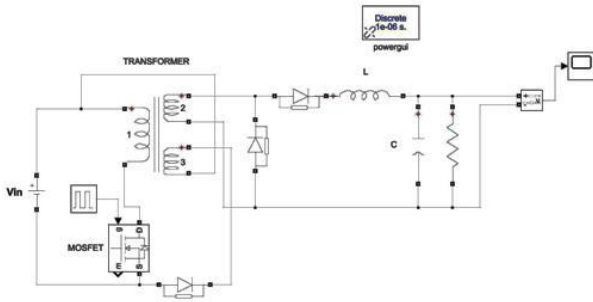 Discrete
1e-06 s.
powergui
TRANSFORMER
L
1
2
3
C
+
-
v
Vin
MOSFET
g
D
E
S